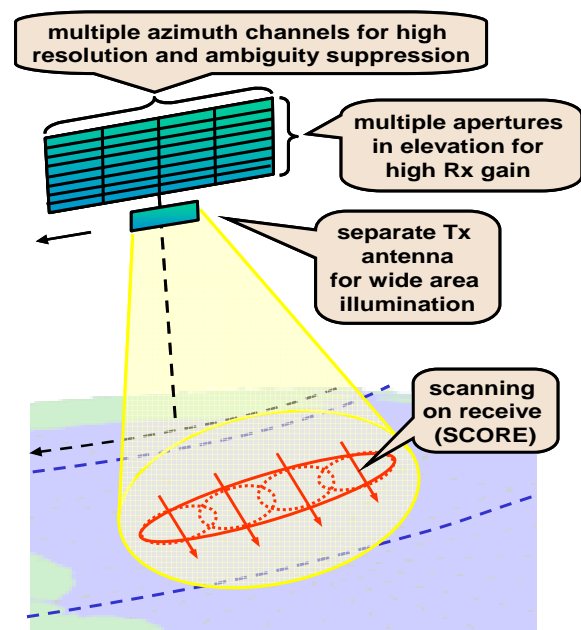 multiple azimuth channels for high
resolution and ambiguity suppression
multiple apertures
in elevation for
high Rx gain
separate Tx
antenna
for wide area
illumination
scanning
on receive
(SCORE)